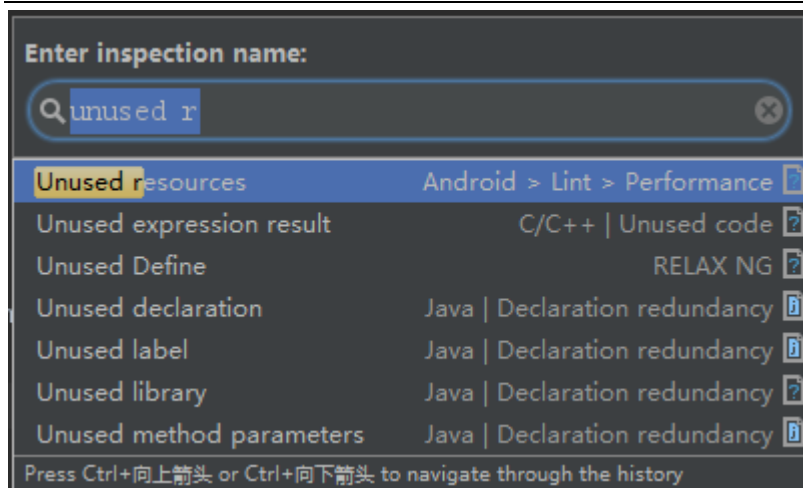 Enter inspection name:
unused r
Unused resources Android > Lint > Performance
Unused expression result C/C++ | Unused code
Unused Define RELAX NG
Unused declaration Java | Declaration redundancy
Unused label Java | Declaration redundancy
Unused library Java | Declaration redundancy
Unused method parameters Java | Declaration redundancy
Press Ctrl+向上箭头 or Ctrl+向下箭头 to navigate through the history